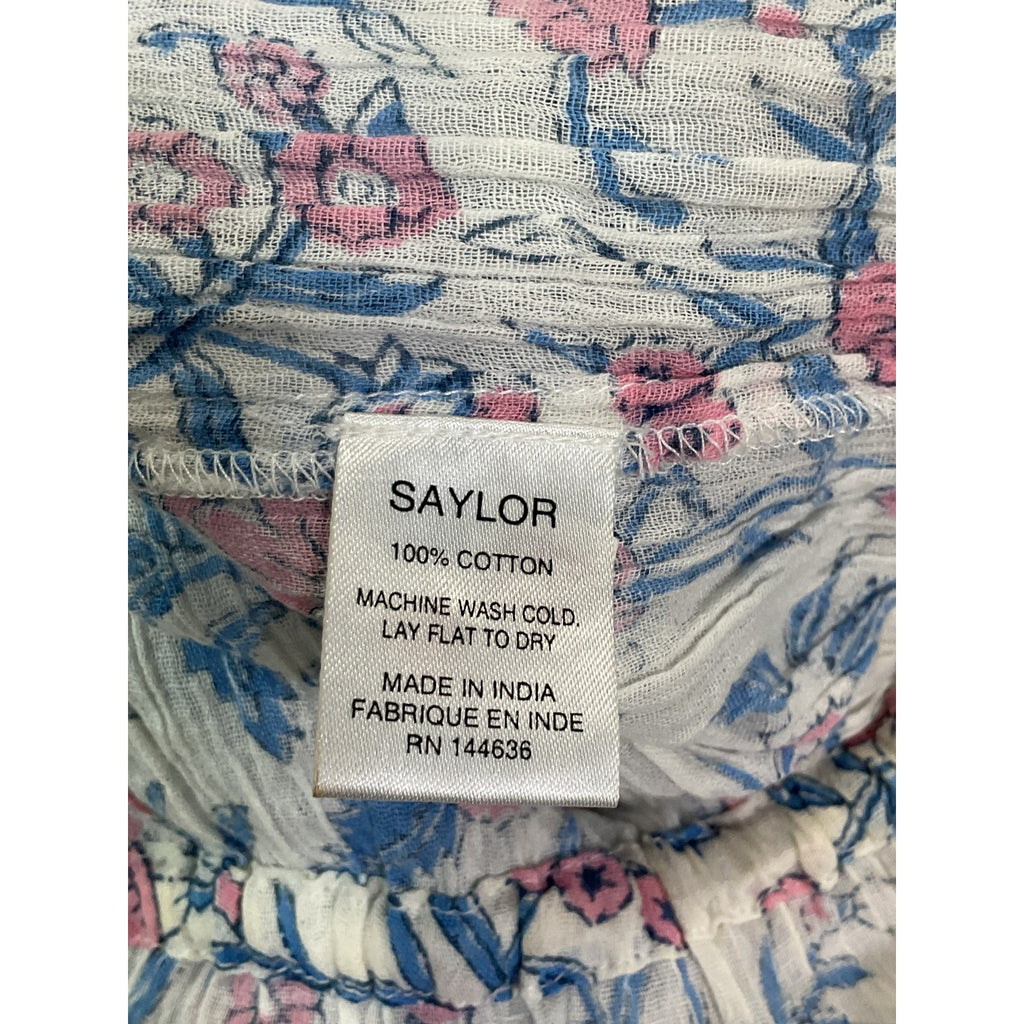 SAYLOR
100% COTTON
MACHINE WASH COLD.
LAY FLAT TO DRY
MADE IN INDIA
FABRIQUE EN INDE
RN 144636